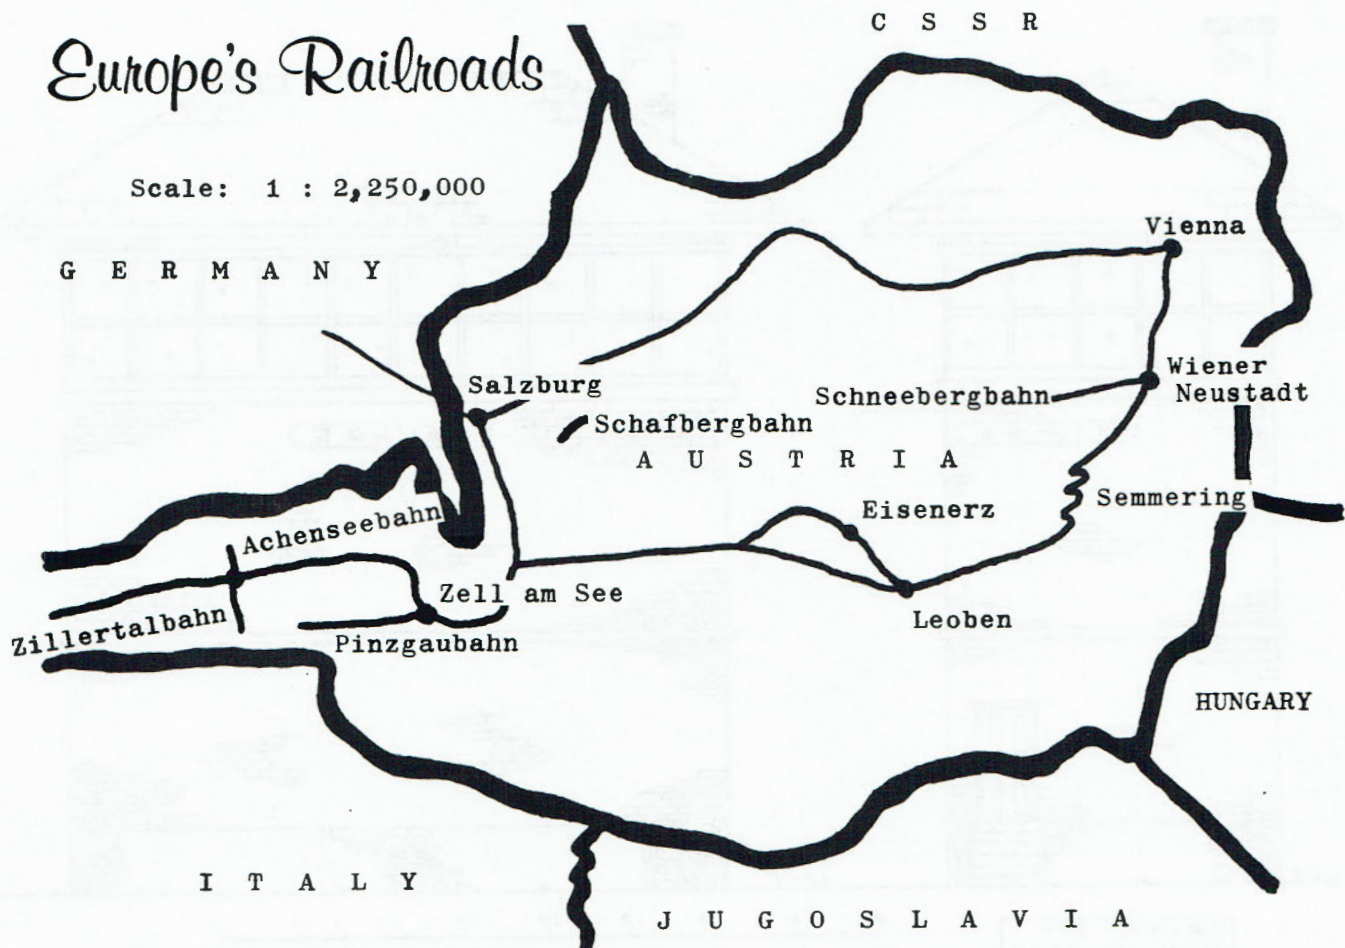 C S S R
Europe's Railroads
Scale: 1 : 2,250,000
Vienna
G E R M A N Y
Wiener
Neustadt
Salzburg
Schneebergbahn
Schafbergbahn
A U S T R I A
Semmering
Eisenerz
Achenseebahn
Zell am See
Leoben
Zillertalbahn
Pinzgaubahn
HUNGARY
I T A L Y
J U G O S L A V I A